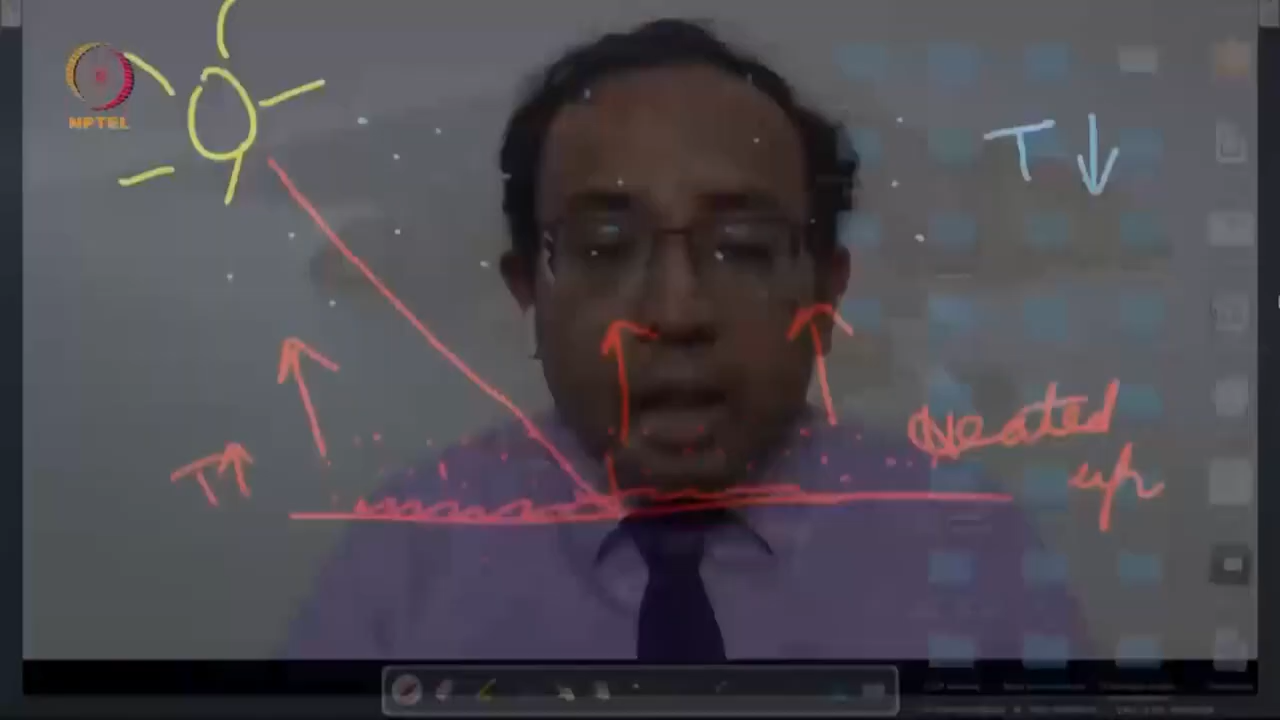 NPTEL
T ↓
Heated
up
T↑